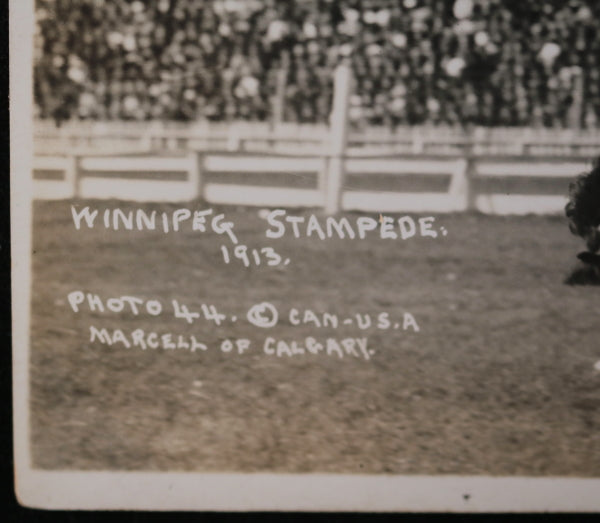 WINNIPEG STAMPEDE.
1913.
PHOTO 44. © CAN-U.S.A
MARCELL OF CALGARY.